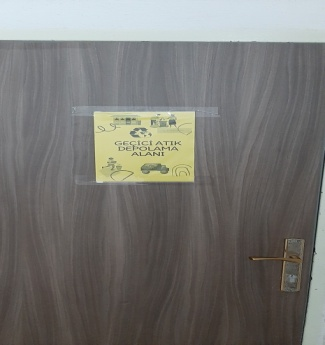 GEÇİCİ ATIK
DEPOLAMA
ALANI